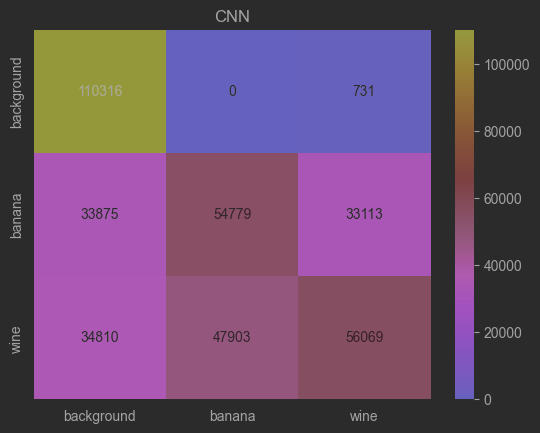 CNN
background
110316 0 731
banana
33875 54779 33113
wine
34810 47903 56069
background banana wine
100000
80000
60000
40000
20000
0